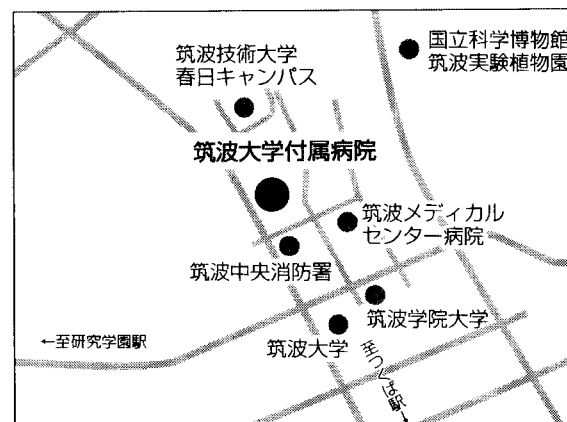 国立科学博物館
筑波実験植物園
筑波技術大学
春日キャンパス
筑波大学付属病院
筑波メディカル
センター病院
筑波中央消防署
筑波学院大学
筑波大学
←至研究学園駅
至つくば駅→